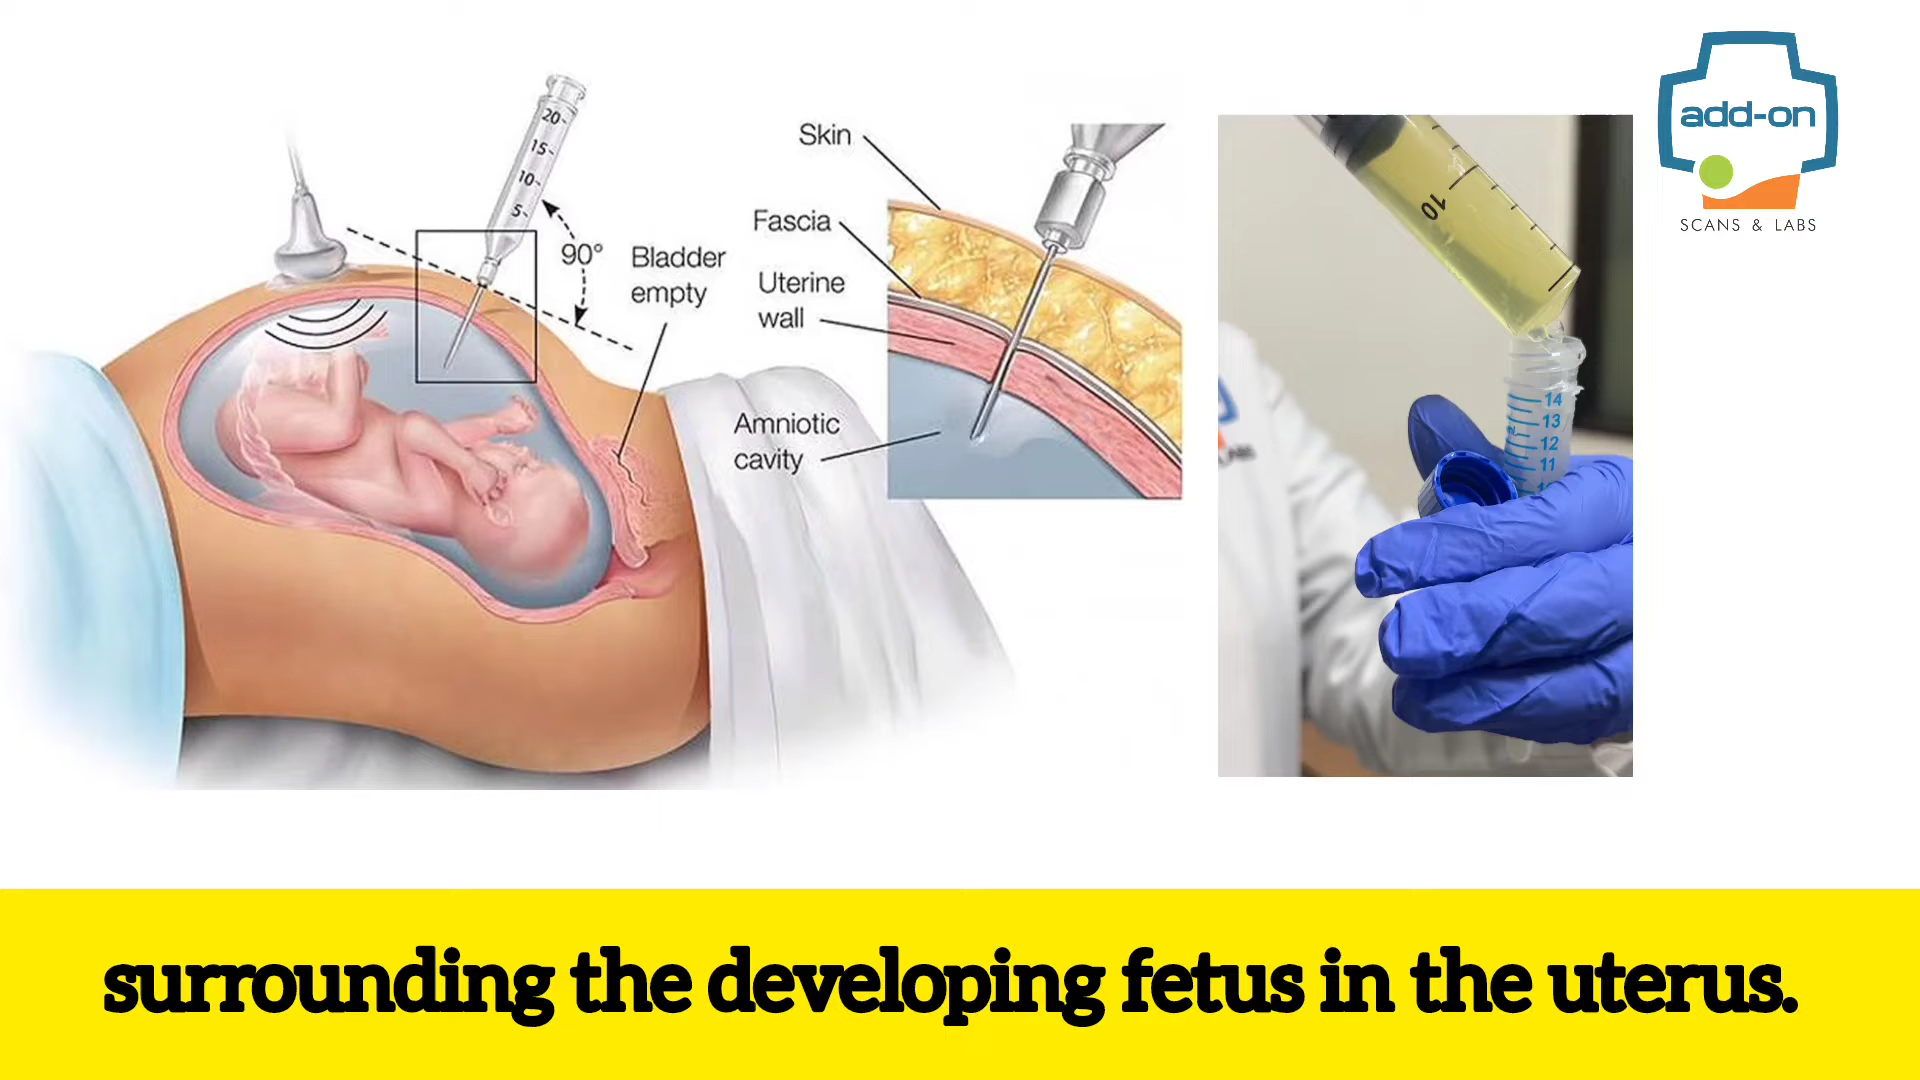 add-on
SCANS & LABS
20
15
10
5
90°
Bladder
empty
Skin
Fascia
Uterine
wall
Amniotic
cavity
10
14
13
12
11
surrounding the developing fetus in the uterus.